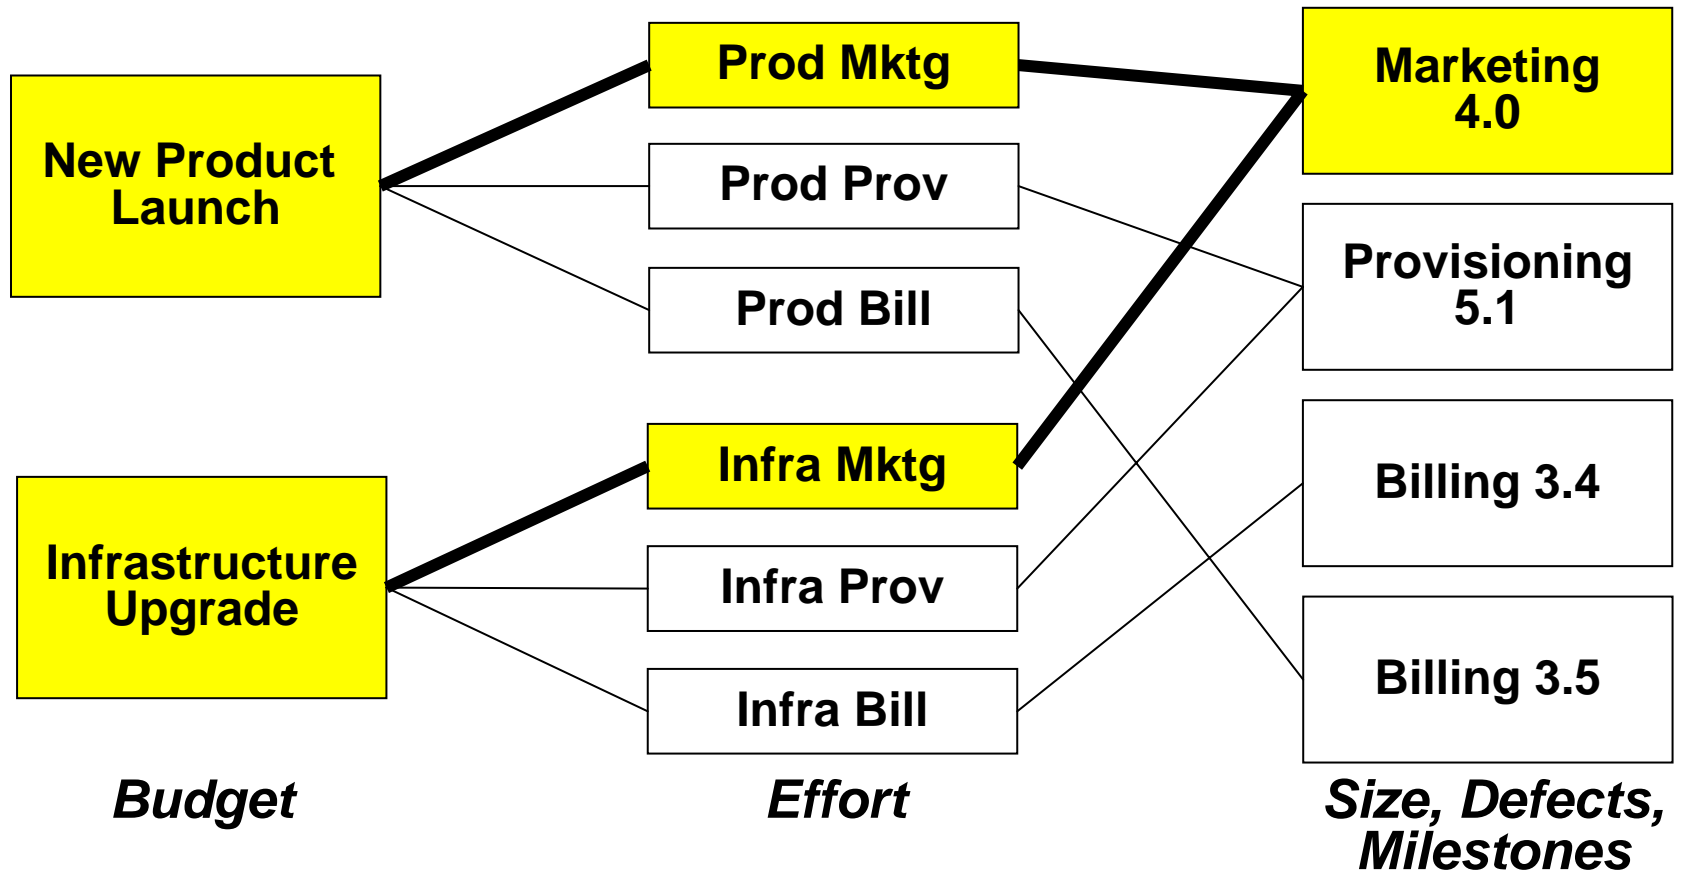 New Product
Launch
Infrastructure
Upgrade
Budget
Prod Mktg
Prod Prov
Prod Bill
Infra Mktg
Infra Prov
Infra Bill
Effort
Marketing
4.0
Provisioning
5.1
Billing 3.4
Billing 3.5
Size, Defects,
Milestones